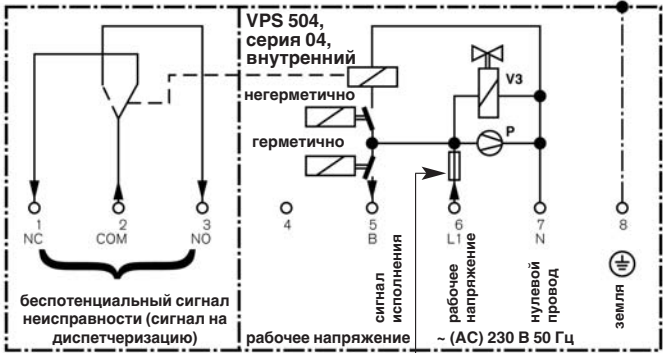 VPS 504,
серия 04,
внутренний
негерметично
герметично
V3
P
1
2
3
4
5
6
7
8
NC
COM
NO
B
L1
N
беспотенциальный сигнал
неисправности (сигнал на
диспетчеризацию)
сигнал
исполнения
рабочее
напряжение
нулевой
провод
земля
рабочее напряжение
~ (AC) 230 В 50 Гц